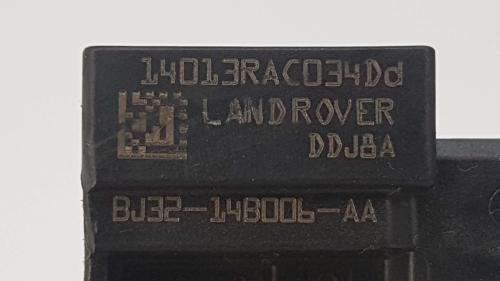 14013RAC034Dd
LANDROVER
DDJ8A
BJ32-14B006-AA